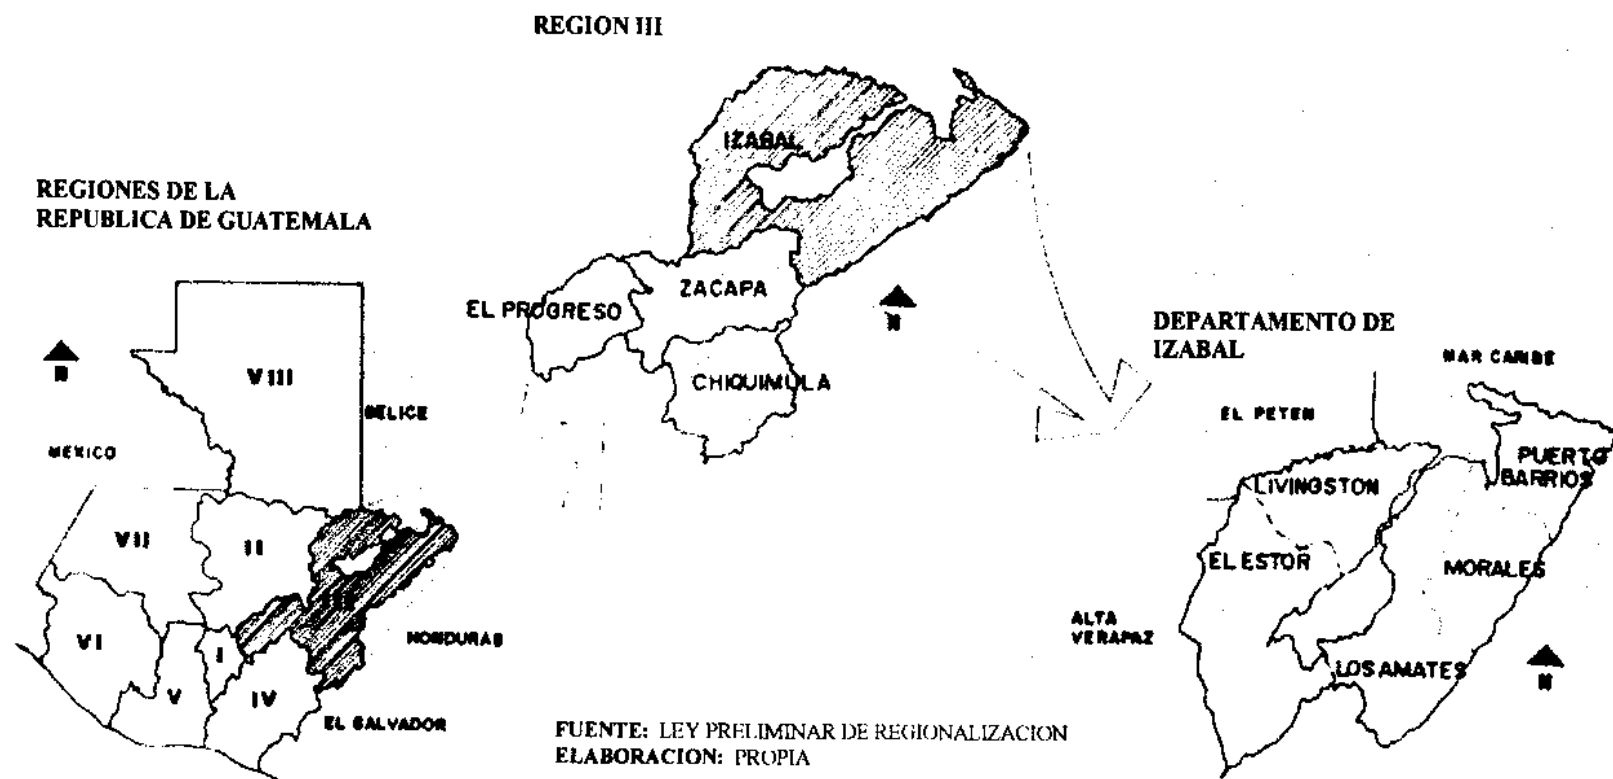 REGION III
IZABAL
ZACAPA
EL PROGRESO
CHIQUIMULA
N
REGIONES DE LA
REPUBLICA DE GUATEMALA
N
VIII
BELICE
MEXICO
VII
II
III
VI
I
V
IV
HONDURAS
EL SALVADOR
DEPARTAMENTO DE
IZABAL
MAR CARIBE
EL PETEN
PUERTO
BARRIOS
LIVINGSTON
EL ESTOR
MORALES
ALTA
VERAPAZ
LOS AMATES
N
FUENTE: LEY PRELIMINAR DE REGIONALIZACION
ELABORACION: PROPIA